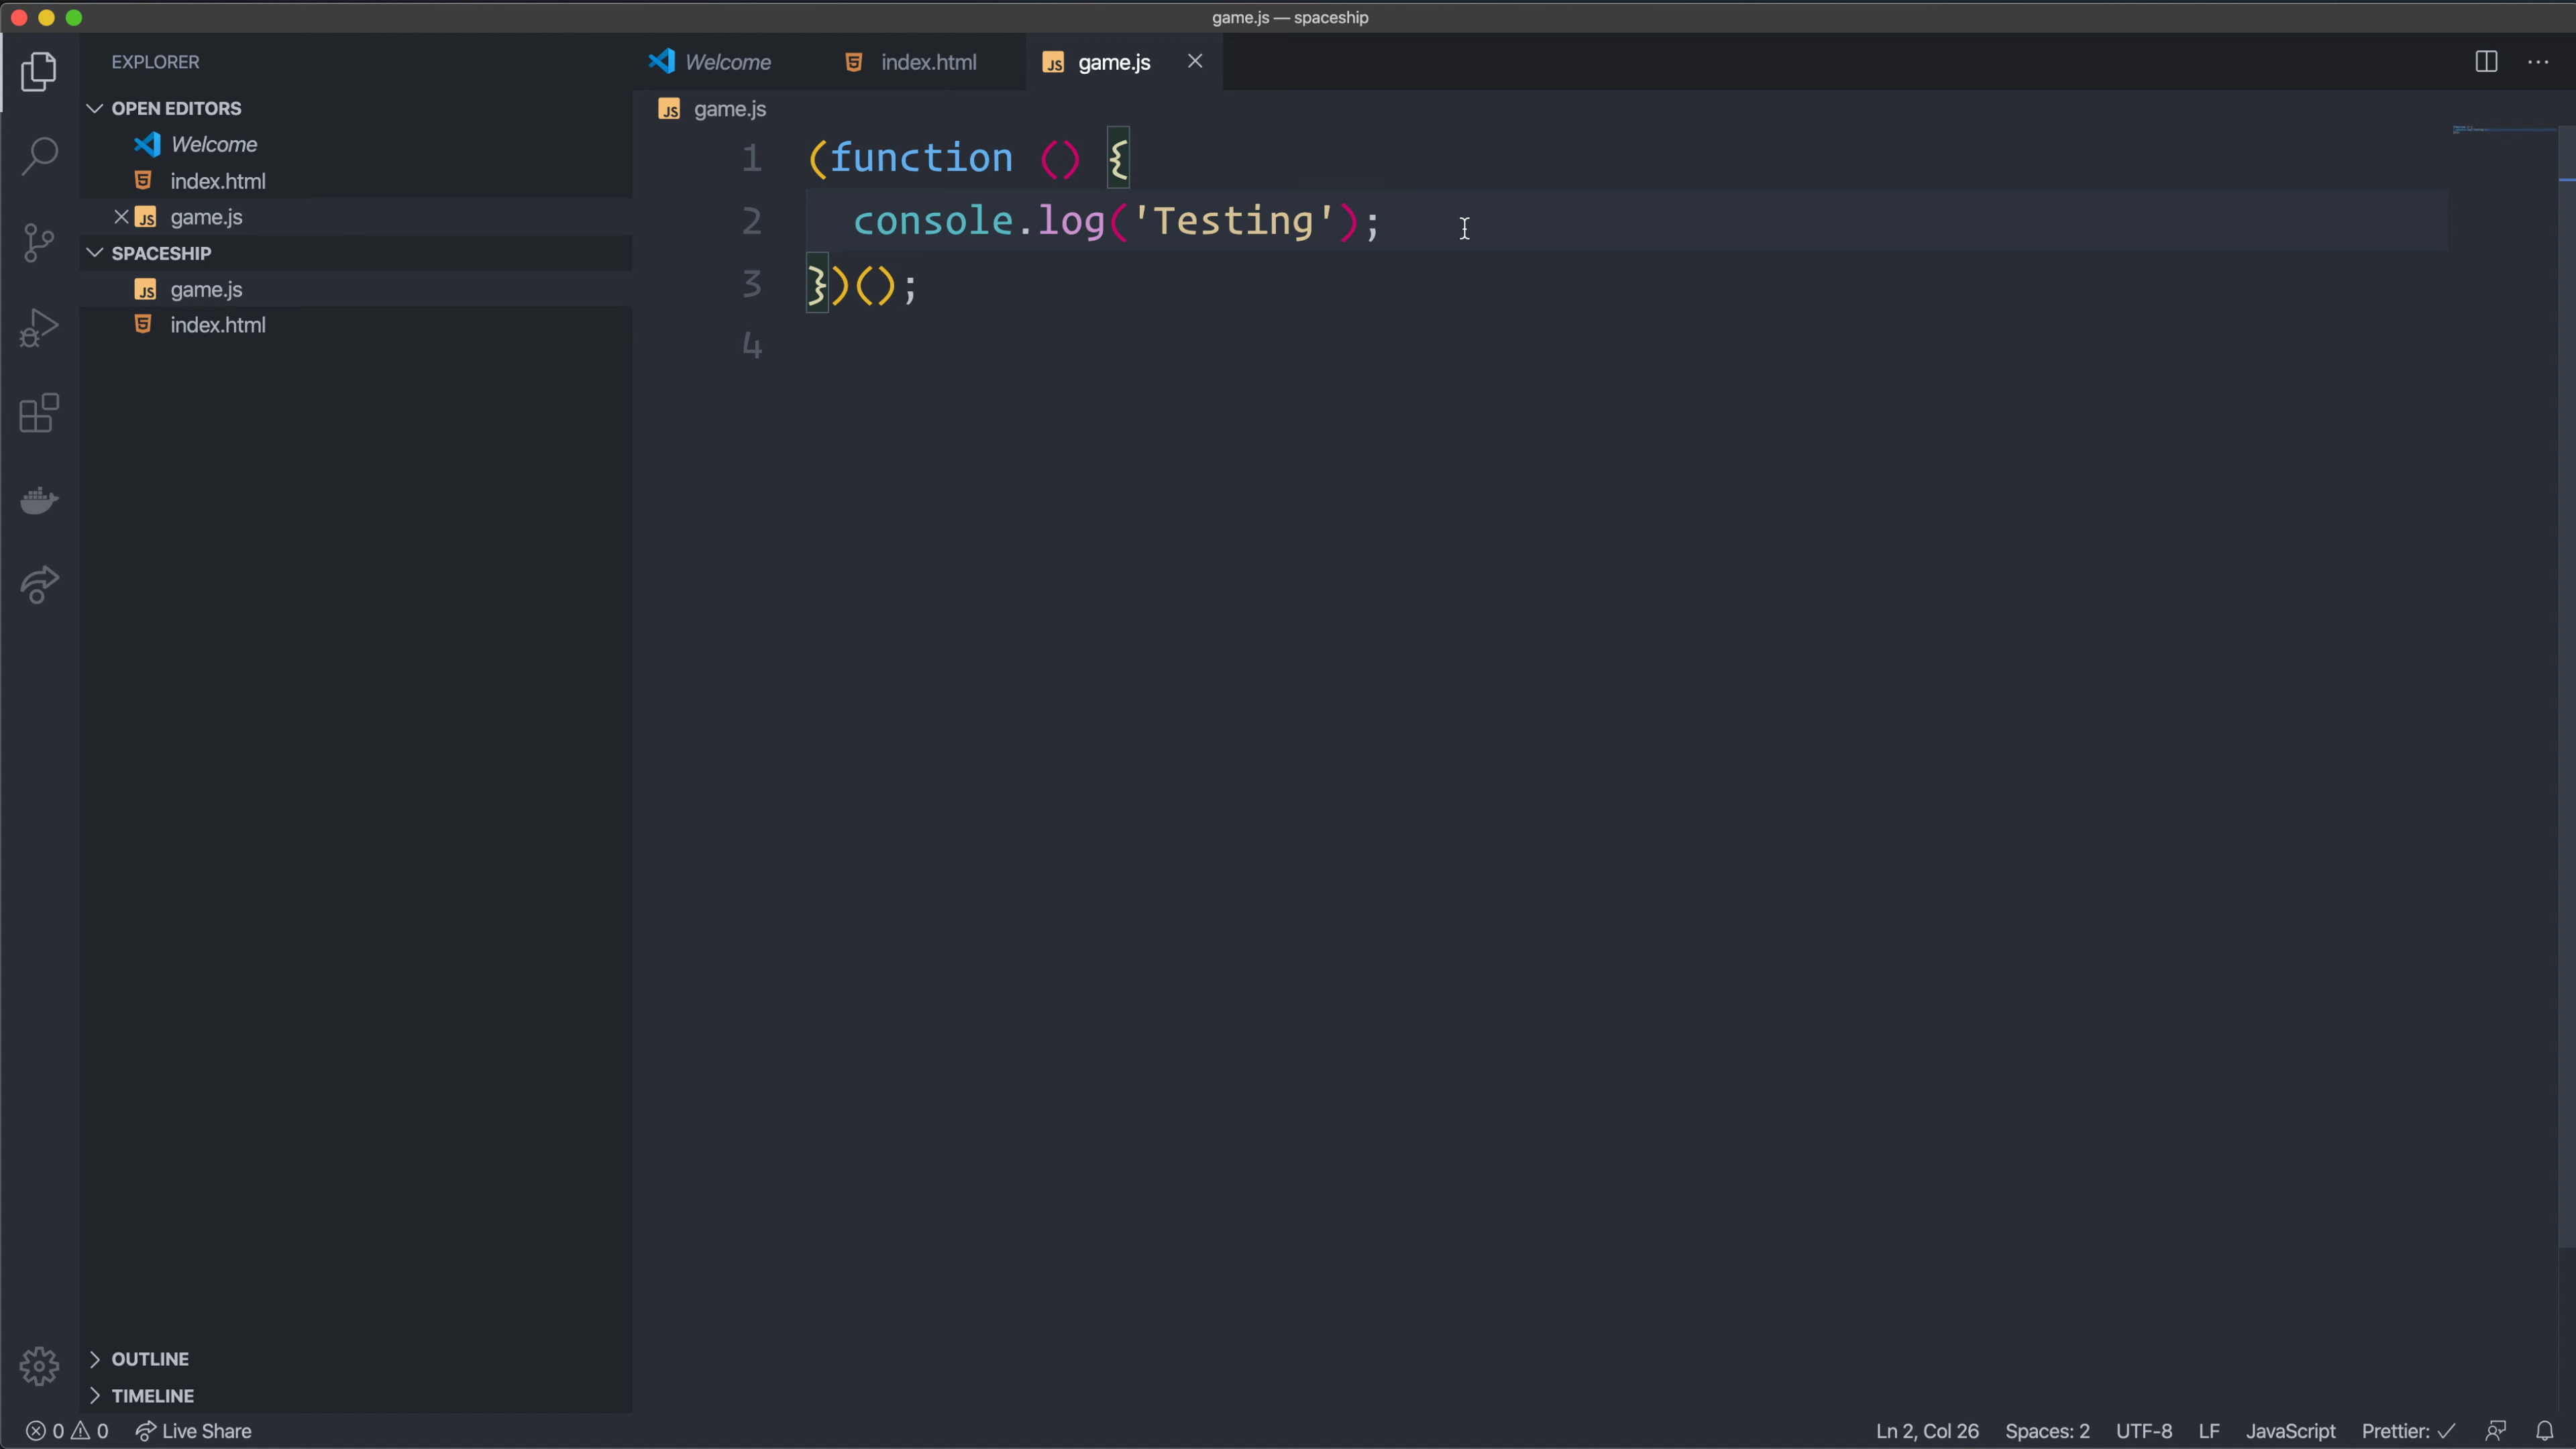 game.js — spaceship
EXPLORER
OPEN EDITORS
Welcome
index.html
game.js
SPACESHIP
game.js
index.html
OUTLINE
TIMELINE
Welcome
index.html
game.js
game.js
1 (function () {
2 console.log('Testing');
3 })();
4
0 0 Live Share
Ln 2, Col 26 Spaces: 2 UTF-8 LF JavaScript Prettier: ✓